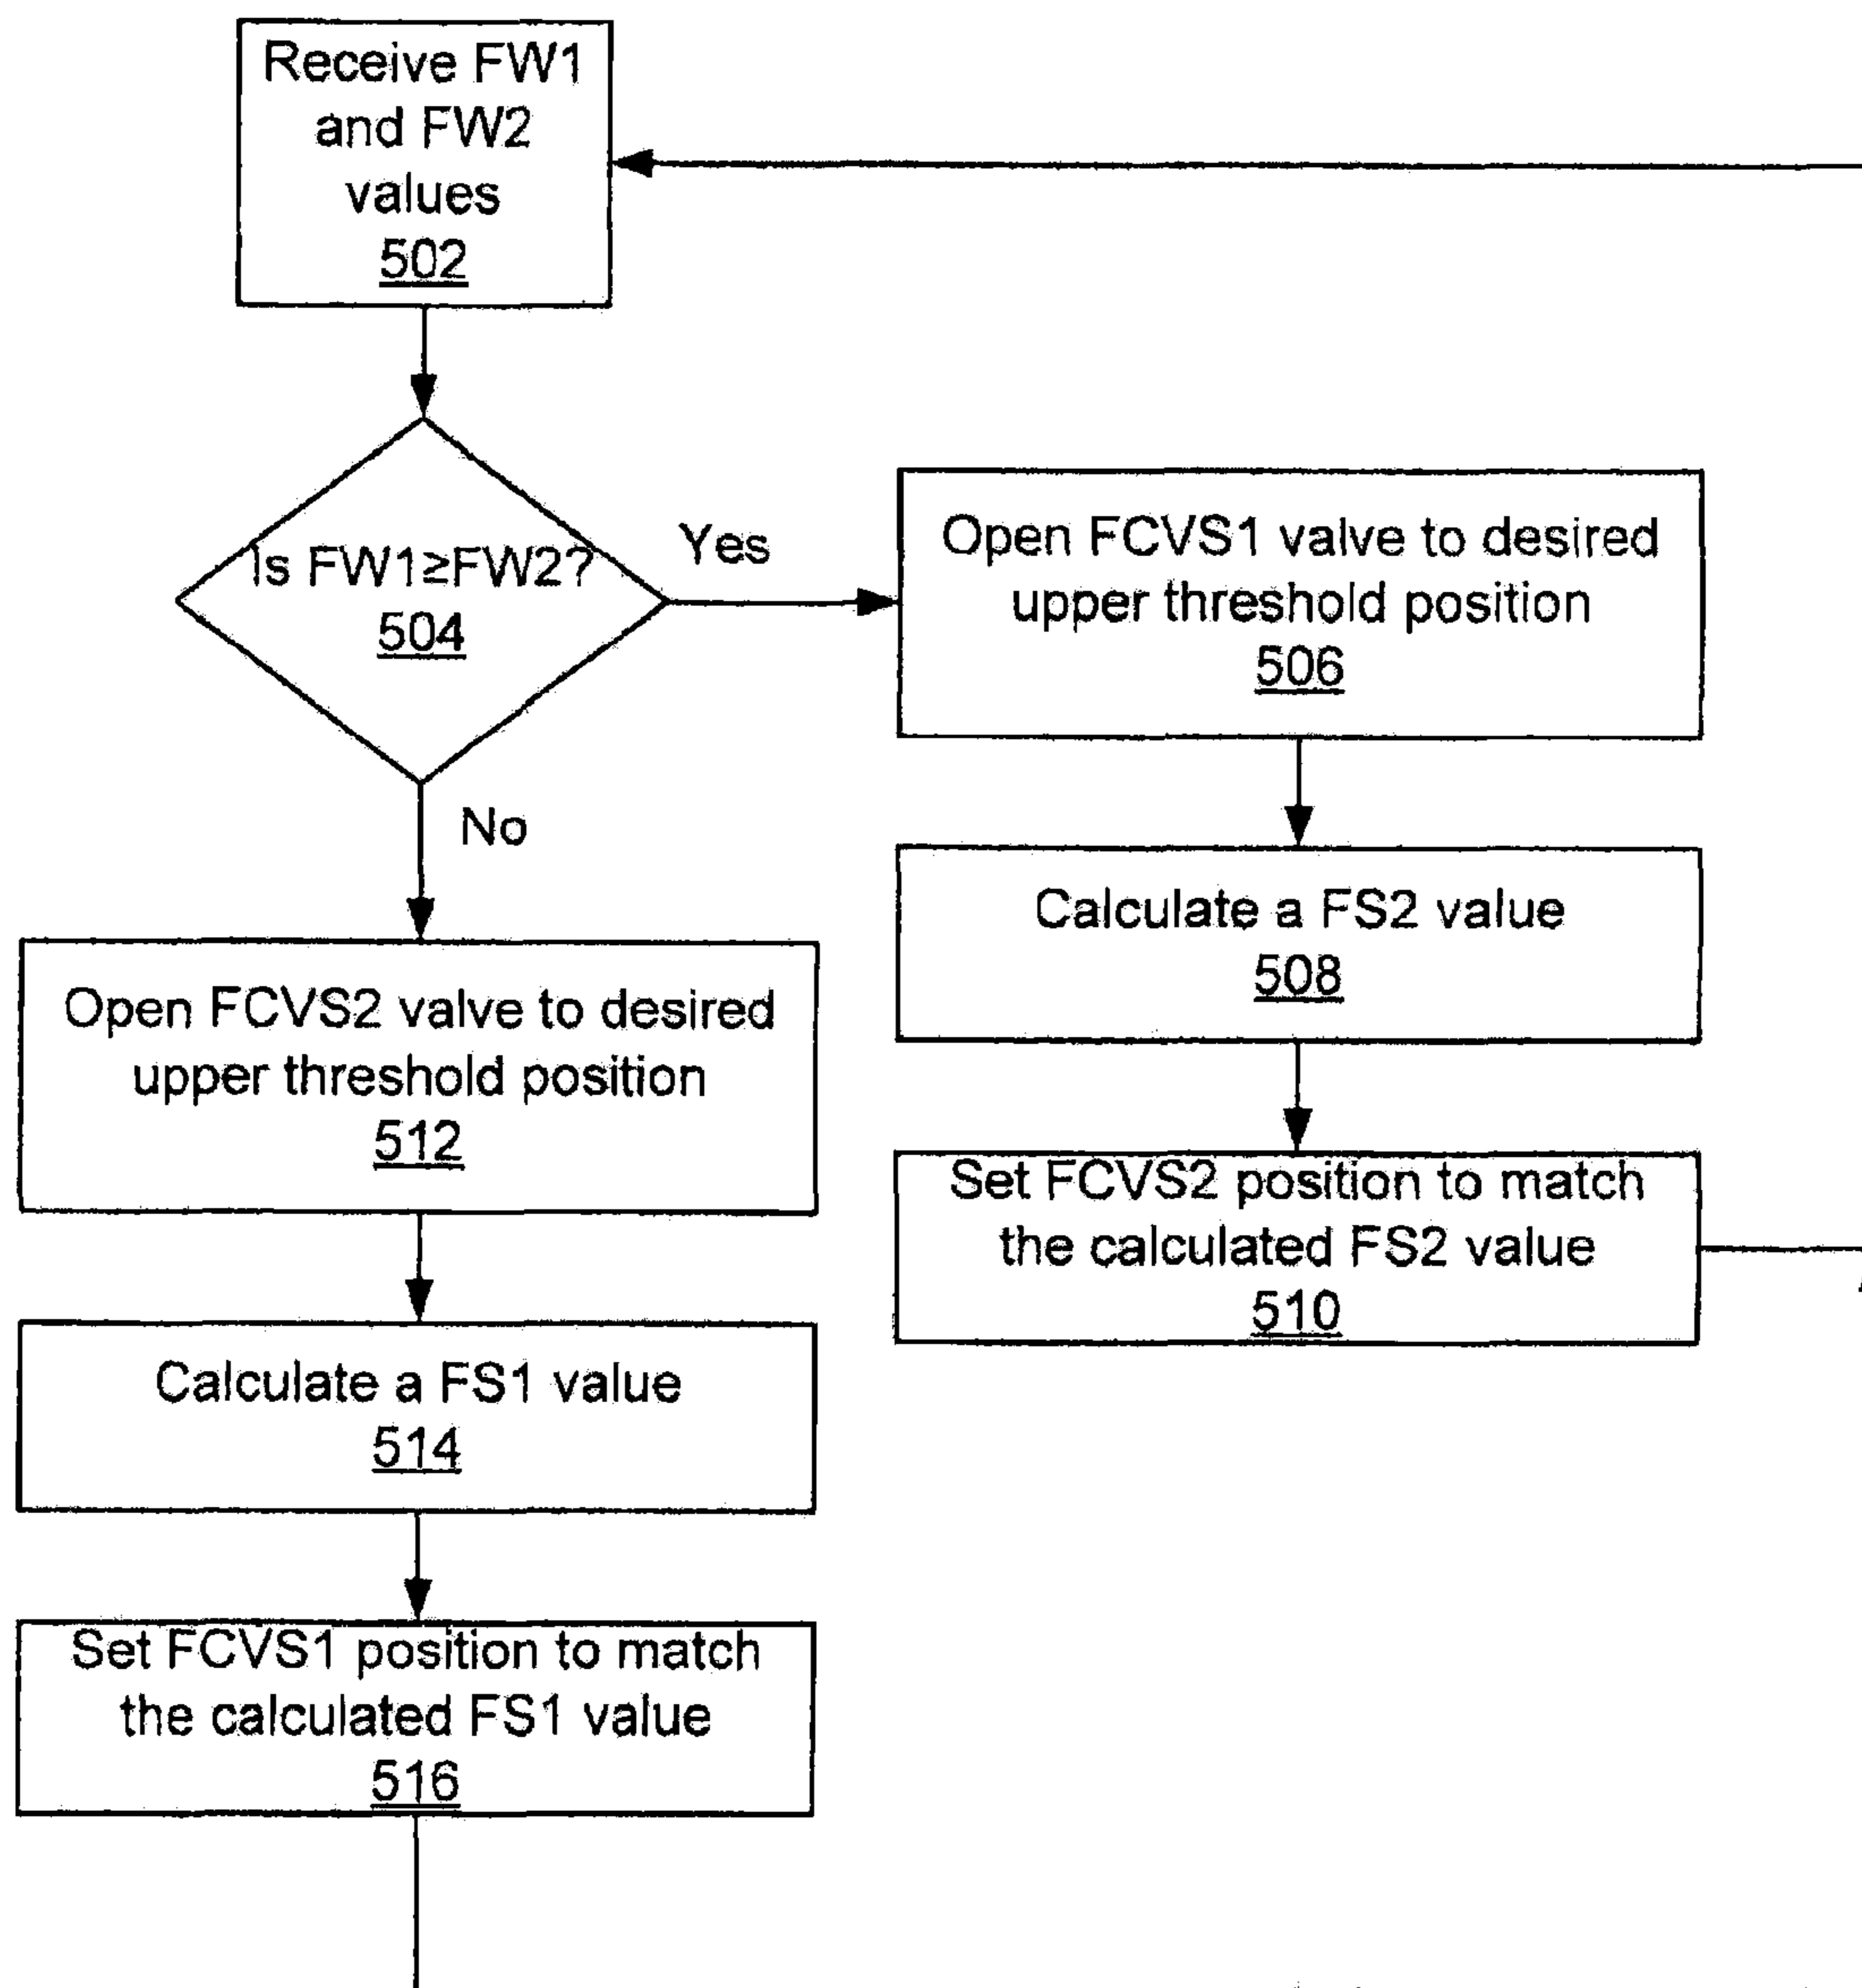 Receive FW1
and FW2
values
502
Is FW1≥FW2?
504
Yes
No
Open FCVS1 valve to desired
upper threshold position
506
Calculate a FS2 value
508
Set FCVS2 position to match
the calculated FS2 value
510
Open FCVS2 valve to desired
upper threshold position
512
Calculate a FS1 value
514
Set FCVS1 position to match
the calculated FS1 value
516